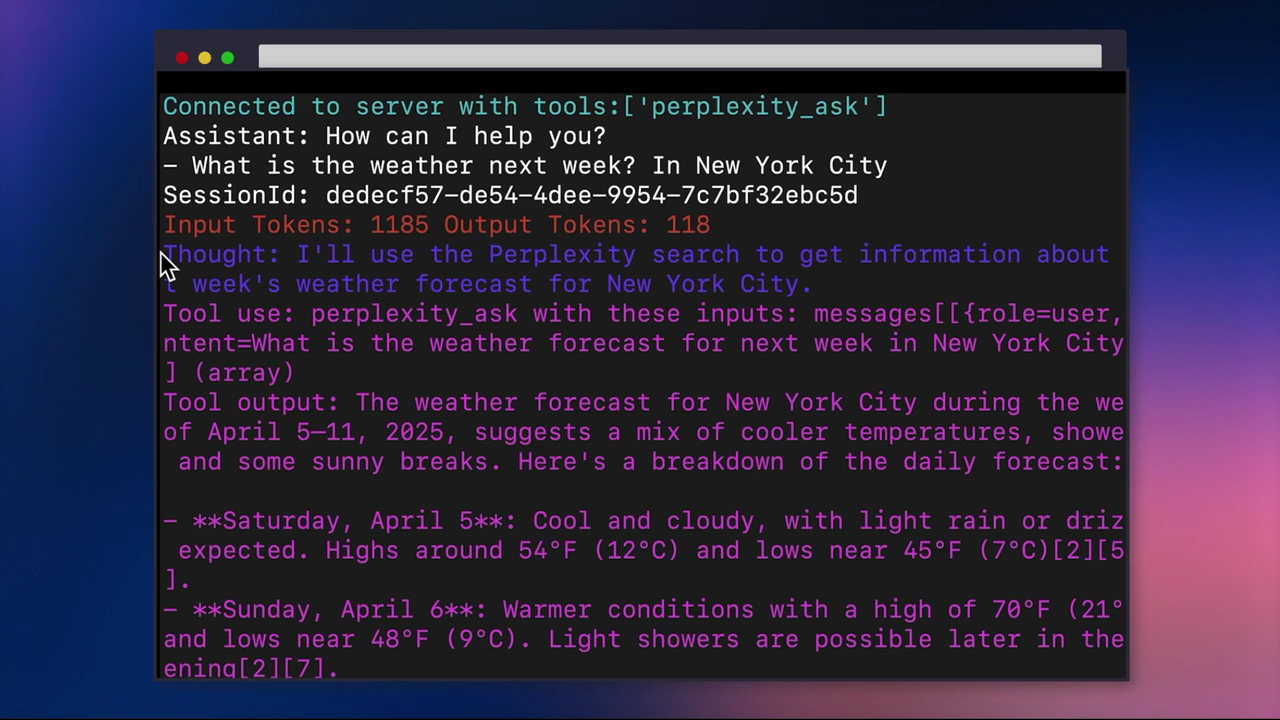 Connected to server with tools:['perplexity_ask']
Assistant: How can I help you?
– What is the weather next week? In New York City
SessionId: dedecf57-de54-4dee-9954-7c7bf32ebc5d
Input Tokens: 1185 Output Tokens: 118
Thought: I'll use the Perplexity search to get information about
t week's weather forecast for New York City.
Tool use: perplexity_ask with these inputs: messages[[{role=user,
ntent=What is the weather forecast for next week in New York City
] (array)
Tool output: The weather forecast for New York City during the we
of April 5–11, 2025, suggests a mix of cooler temperatures, showe
and some sunny breaks. Here's a breakdown of the daily forecast:
– **Saturday, April 5**: Cool and cloudy, with light rain or driz
expected. Highs around 54°F (12°C) and lows near 45°F (7°C)[2][5
].
– **Sunday, April 6**: Warmer conditions with a high of 70°F (21°
and lows near 48°F (9°C). Light showers are possible later in the
ening[2][7].